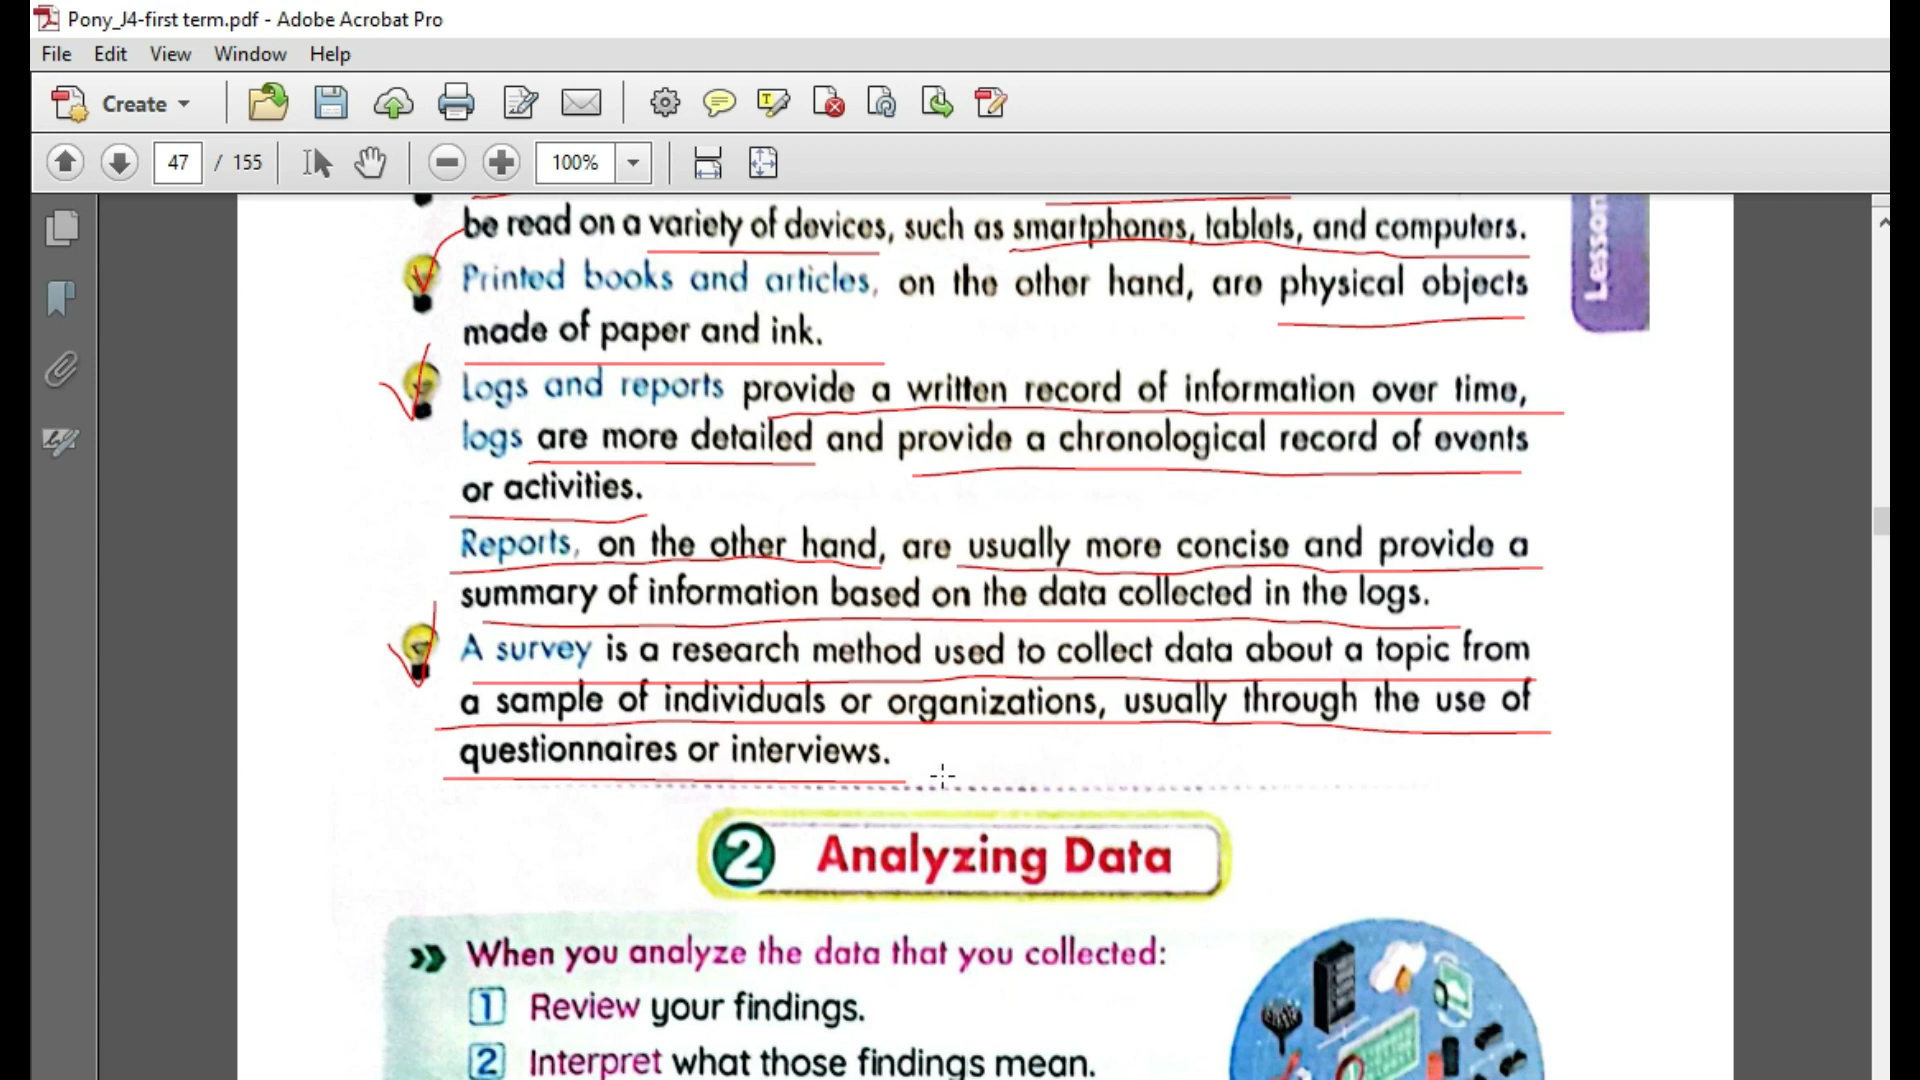 Pony_J4-first term.pdf - Adobe Acrobat Pro
File Edit View Window Help
Create
47 / 155 100%
be read on a variety of devices, such as smartphones, tablets, and computers.
Printed books and articles, on the other hand, are physical objects
made of paper and ink.
Logs and reports provide a written record of information over time,
logs are more detailed and provide a chronological record of events
or activities.
Reports, on the other hand, are usually more concise and provide a
summary of information based on the data collected in the logs.
A survey is a research method used to collect data about a topic from
a sample of individuals or organizations, usually through the use of
questionnaires or interviews.
2 Analyzing Data
When you analyze the data that you collected:
1 Review your findings.
2 Interpret what those findings mean.
Lesson